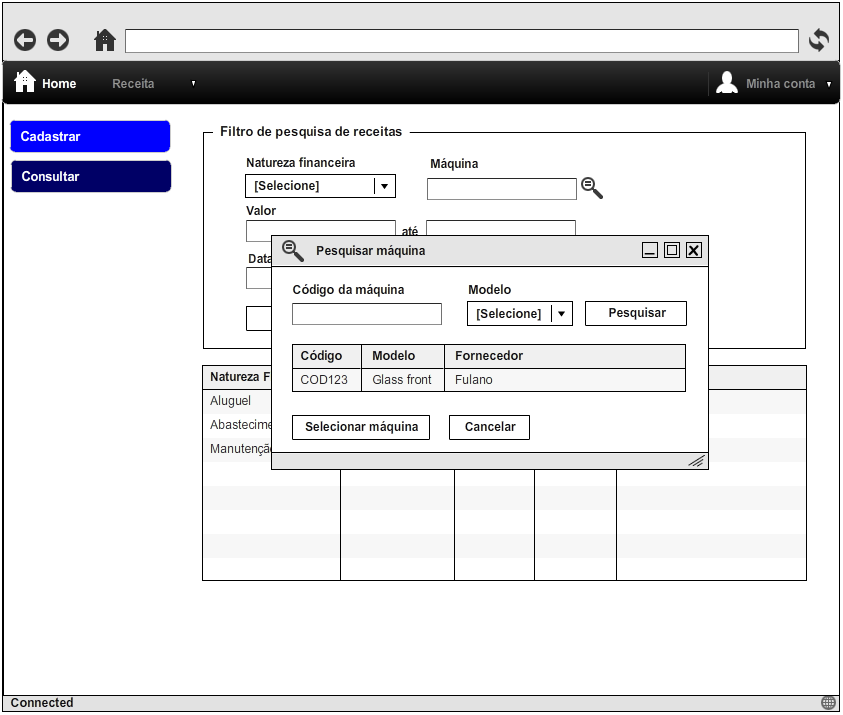 Home Receita Minha conta
Cadastrar
Consultar
Filtro de pesquisa de receitas
Natureza financeira Máquina
[Selecione]
Valor
até
Data
Pesquisar máquina
Código da máquina Modelo
[Selecione] Pesquisar
Código Modelo Fornecedor
COD123 Glass front Fulano
Selecionar máquina Cancelar
Natureza F
Aluguel
Abastecime
Manutenção
Connected